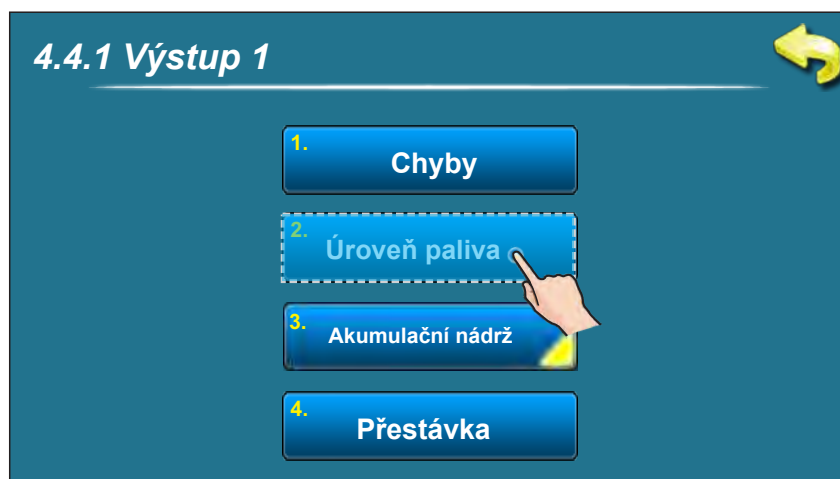 4.4.1 Výstup 1
1.
Chyby
2.
Úroveň paliva
3.
Akumulační nádrž
4.
Přestávka